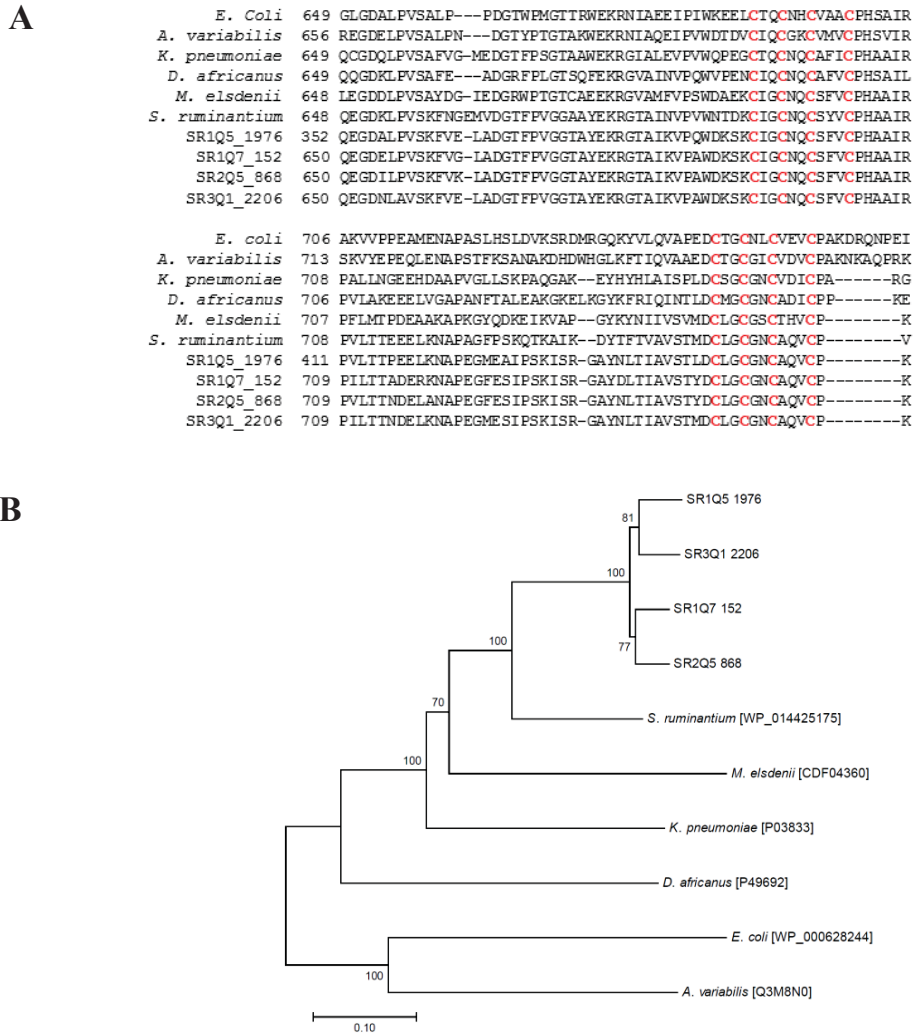 A
E. Coli 649 GLGDALPVSALP---PDGTWPMGTTRWEKRNIAEEIPIWKEELCTQCNHCVAACPHSAIR
A. variabilis 656 REGDELPVSALPN---DGTYPTGTAKWEKRNIAQEIPVWDTDVCIQCGKCVMVCPHSVIR
K. pneumoniae 649 QCGDQLPVSAFVG-MEDGTFPSGTAAWEKRGIALEVPVWQPEGCTQCNQCAFICPHAAIR
D. africanus 649 QQGDKLPVSAFE---ADGRFPLGTSQFEKRGVAINVPQWVPENCIQCNQCAFVCPHSAIL
M. elsdenii 648 LEGDDLPVSAYDG-IEDGRWPTGTCAEEKRGVAMFVPSWDAEKCIGCNQCSFVCPHAAIR
S. ruminantium 648 QEGDKLPVSKFNGEMVDGTFPVGGAAYEKRGTAINVPVWNTDKCIGCNQCSYVCPHAAIR
SR1Q5_1976 352 QEGDALPVSKFVE-LADGTFPVGGTAYEKRGTAIKVPQWDKSKCIGCNQCSFVCPHAAIR
SR1Q7_152 650 QEGDELPVSKFVG-LADGTFPVGGTAYEKRGTAIKVPAWDKSKCIGCNQCSFVCPHAAIR
SR2Q5_868 650 QEGDILPVSKFVK-LADGTFPVGGTAYEKRGTAIKVPAWDKSKCIGCNQCSFVCPHAAIR
SR3Q1_2206 650 QEGDNLAVSKFVE-LADGTFPVGGTAYEKRGTAIKVPAWDKSKCIGCNQCSFVCPHAAIR
E. coli 706 AKVVPPEAMENAPASLHSLDVKSRDMRGQKYVLQVAPEDCTGCNLCVEVCPAKDRQNPEI
A. variabilis 713 SKVYEPEQLENAPSTFKSANAKDHDWHGLKFTIQVAAEDCTGCGICVDVCPAKNKAQPRK
K. pneumoniae 708 PALLNGEEHDAAPVGLLSKPAQGAK--EYHYHLAISPLDCSGCGNCVDICPA------RG
D. africanus 706 PVLAKEEELVGAPANFTALEAKGKELKGYKFRIQINTLDCMGCGNCADICPP------KE
M. elsdenii 707 PFLMTPDEAAKAPKGYQDKEIKVAP--GYKYNIIVSVMDCLGCGSCTHVCP--------K
S. ruminantium 708 PVLTTEEELKNAPAGFPSKQTKAIK--DYTFTVAVSTMDCLGCGNCAQVCP--------V
SR1Q5_1976 411 PVLTTPEELKNAPEGMEAIPSKISR-GAYNLTIAVSTLDCLGCGNCAQVCP--------K
SR1Q7_152 709 PILTTADERKNAPEGFESIPSKISR-GAYDLTIAVSTYDCLGCGNCAQVCP--------K
SR2Q5_868 709 PVLTTNDELANAPEGFESIPSKISR-GAYNLTIAVSTYDCLGCGNCAQVCP--------K
SR3Q1_2206 709 PILTTNDELKNAPEGMESIPSKISR-GAYNLTIAVSTMDCLGCGNCAQVCP--------K
B
SR1Q5 1976
81
SR3Q1 2206
100
SR1Q7 152
77
SR2Q5 868
100
S. ruminantium [WP_014425175]
70
M. elsdenii [CDF04360]
100
K. pneumoniae [P03833]
D. africanus [P49692]
E. coli [WP_000628244]
100
A. variabilis [Q3M8N0]
0.10